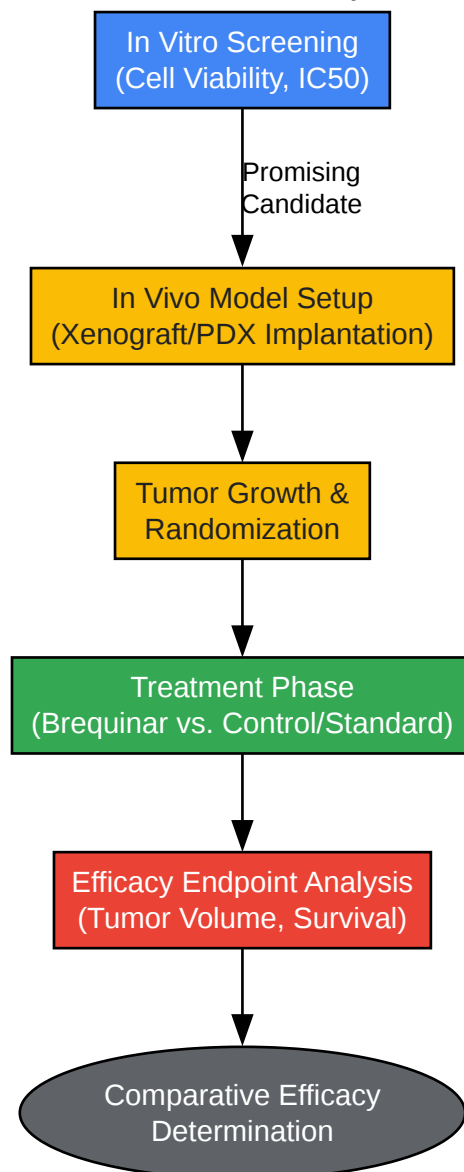 In Vitro Screening
(Cell Viability, IC50)
Promising
Candidate
In Vivo Model Setup
(Xenograft/PDX Implantation)
Tumor Growth &
Randomization
Treatment Phase
(Brequinar vs. Control/Standard)
Efficacy Endpoint Analysis
(Tumor Volume, Survival)
Comparative Efficacy
Determination